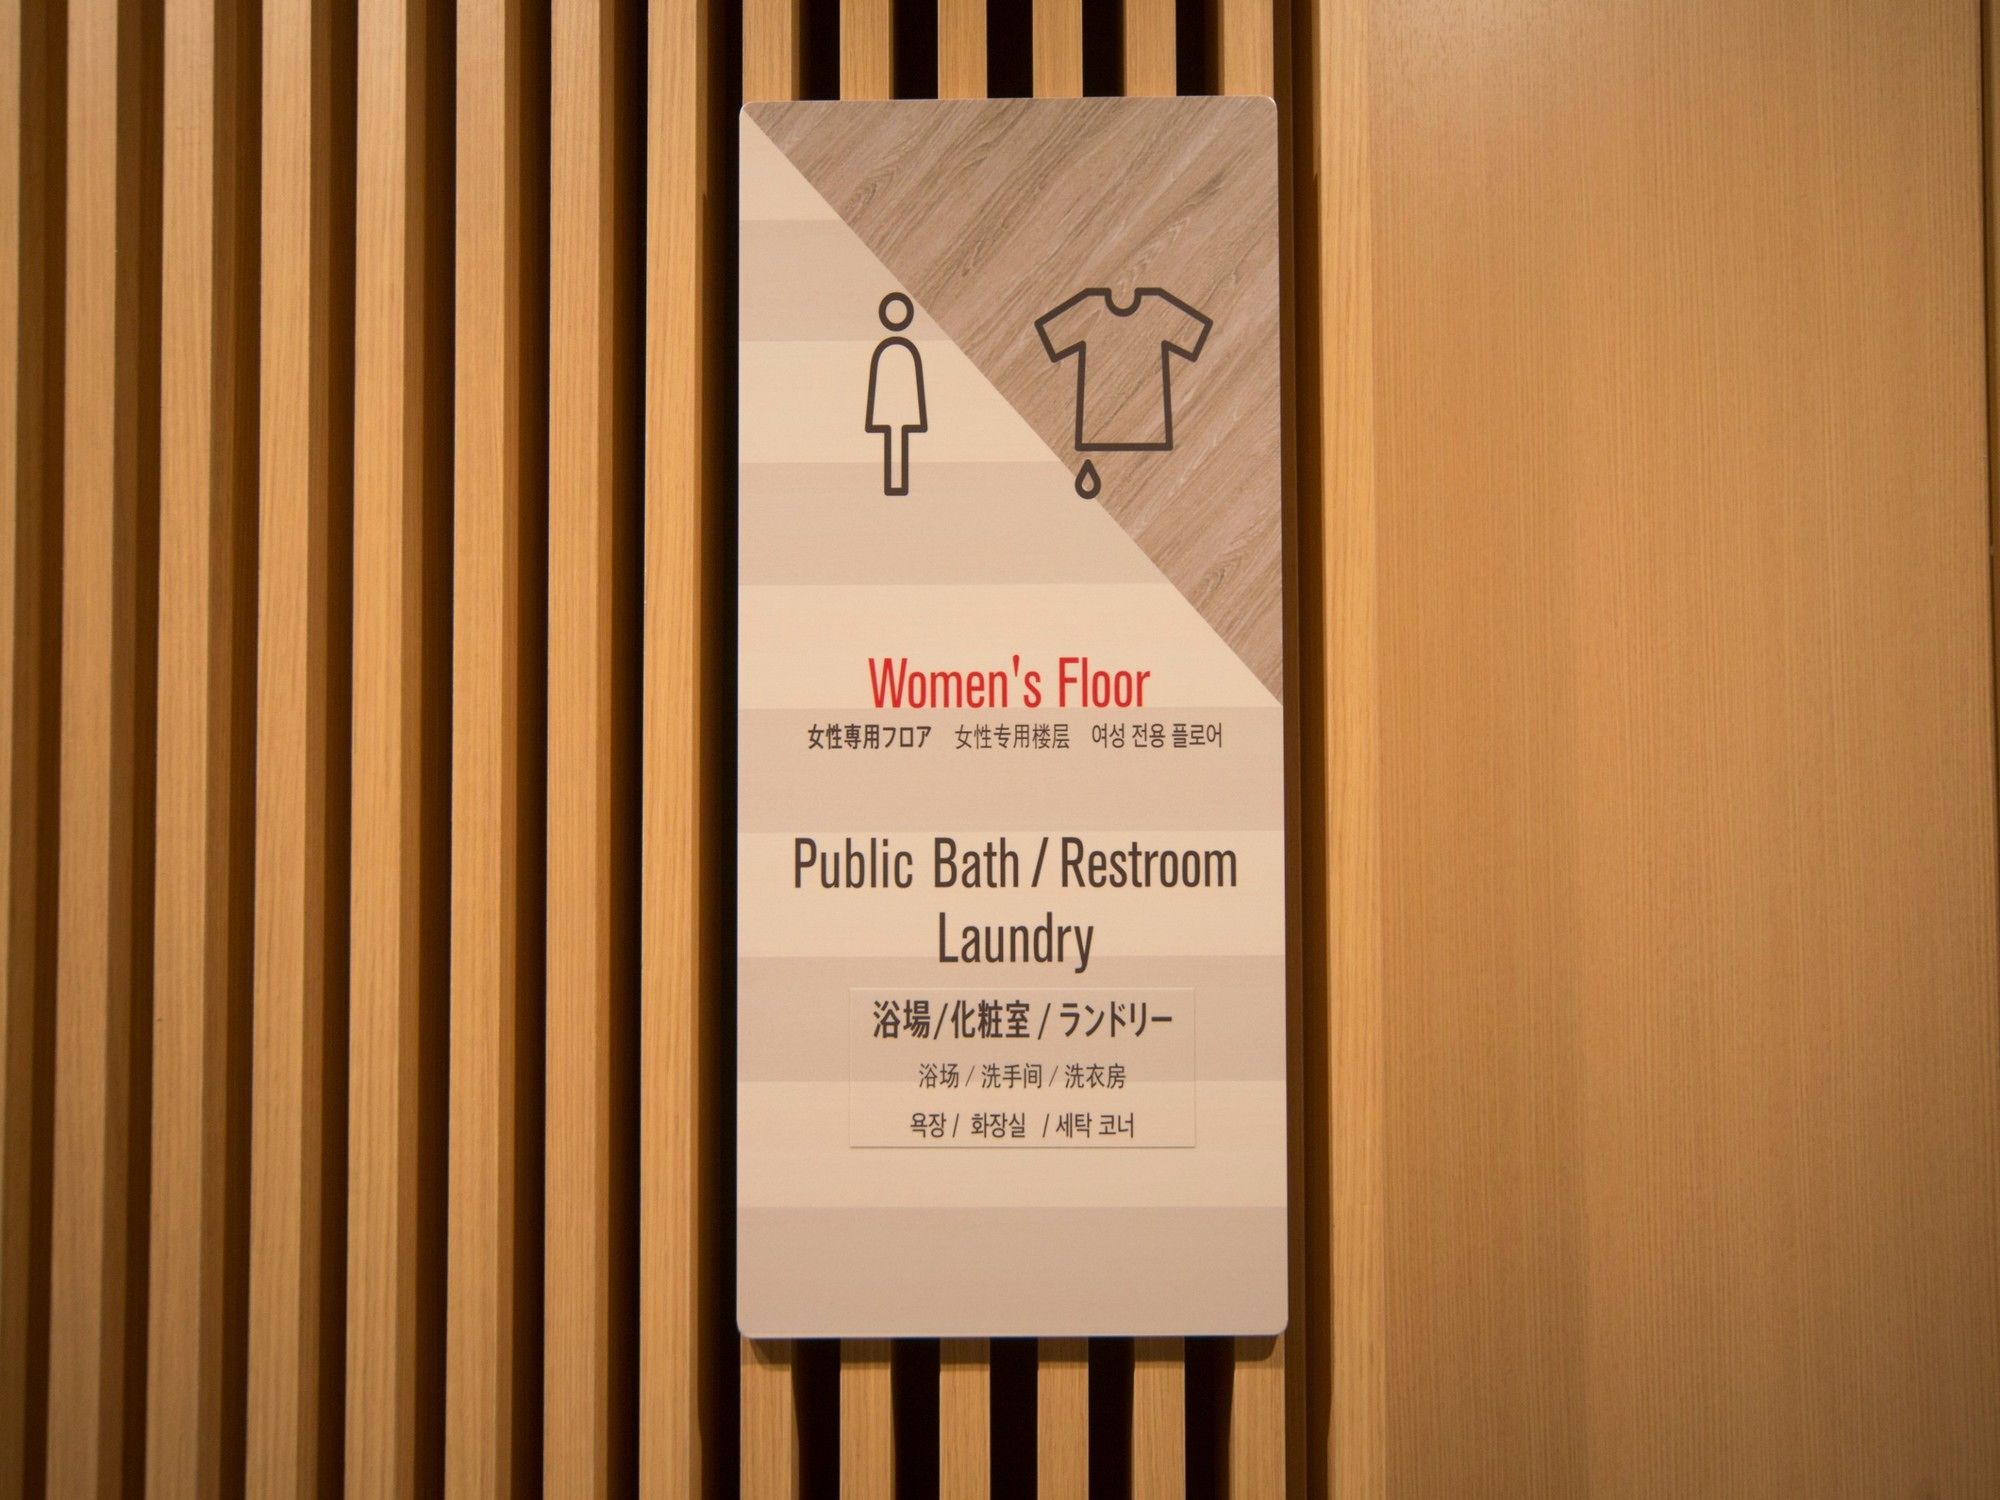 Women's Floor
女性専用フロア 女性专用楼层 여성 전용 플로어
Public Bath / Restroom
Laundry
浴場/化粧室/ランドリー
浴场/洗手间/洗衣房
욕장/ 화장실 /세탁 코너